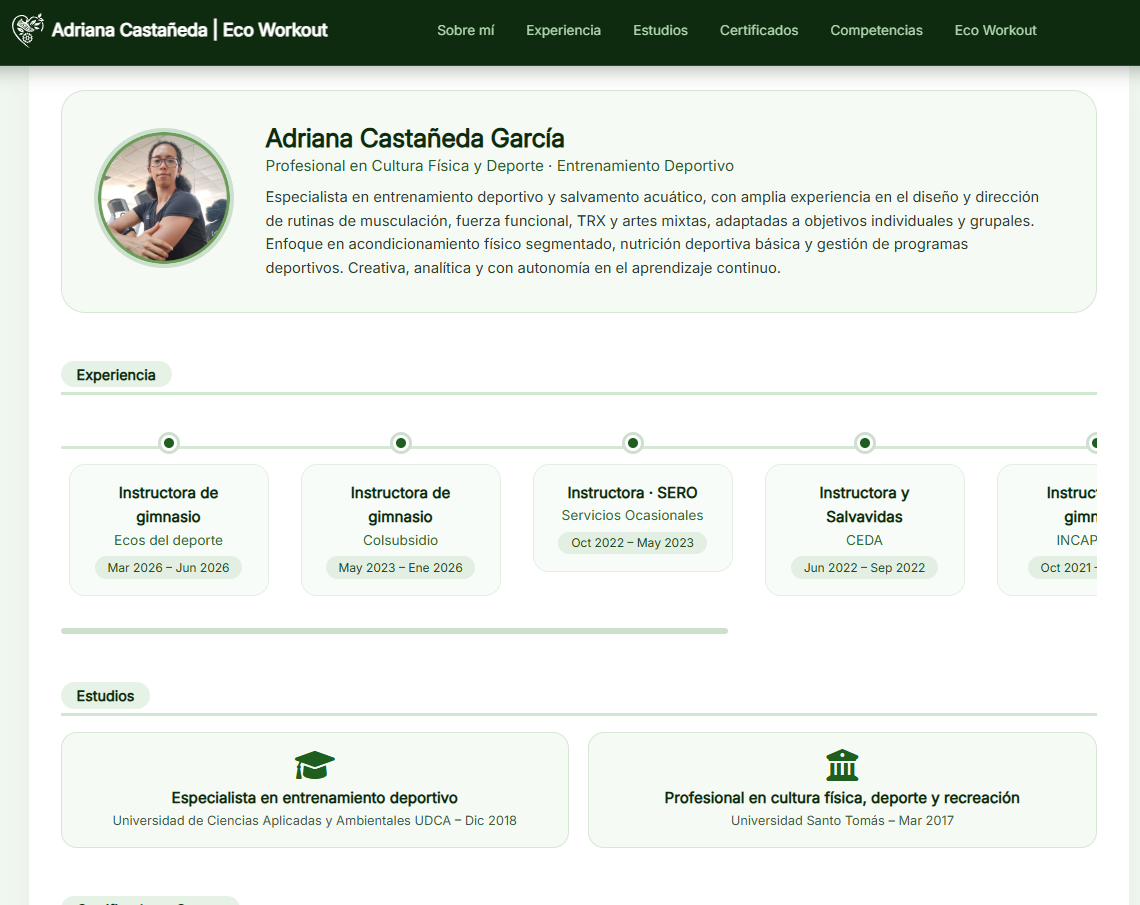 Adriana Castañeda | Eco Workout
Sobre mí
Experiencia
Estudios
Certificados
Competencias
Eco Workout
Adriana Castañeda García
Profesional en Cultura Física y Deporte · Entrenamiento Deportivo
Especialista en entrenamiento deportivo y salvamento acuático, con amplia experiencia en el diseño y dirección
de rutinas de musculación, fuerza funcional, TRX y artes mixtas, adaptadas a objetivos individuales y grupales.
Enfoque en acondicionamiento físico segmentado, nutrición deportiva básica y gestión de programas
deportivos. Creativa, analítica y con autonomía en el aprendizaje continuo.
Experiencia
Instructora de
gimnasio
Ecos del deporte
Mar 2026 – Jun 2026
Instructora de
gimnasio
Colsubsidio
May 2023 – Ene 2026
Instructora · SERO
Servicios Ocasionales
Oct 2022 – May 2023
Instructora y
Salvavidas
CEDA
Jun 2022 – Sep 2022
Oct 2021
Estudios
Especialista en entrenamiento deportivo
Universidad de Ciencias Aplicadas y Ambientales UDCA – Dic 2018
Profesional en cultura física, deporte y recreación
Universidad Santo Tomás – Mar 2017